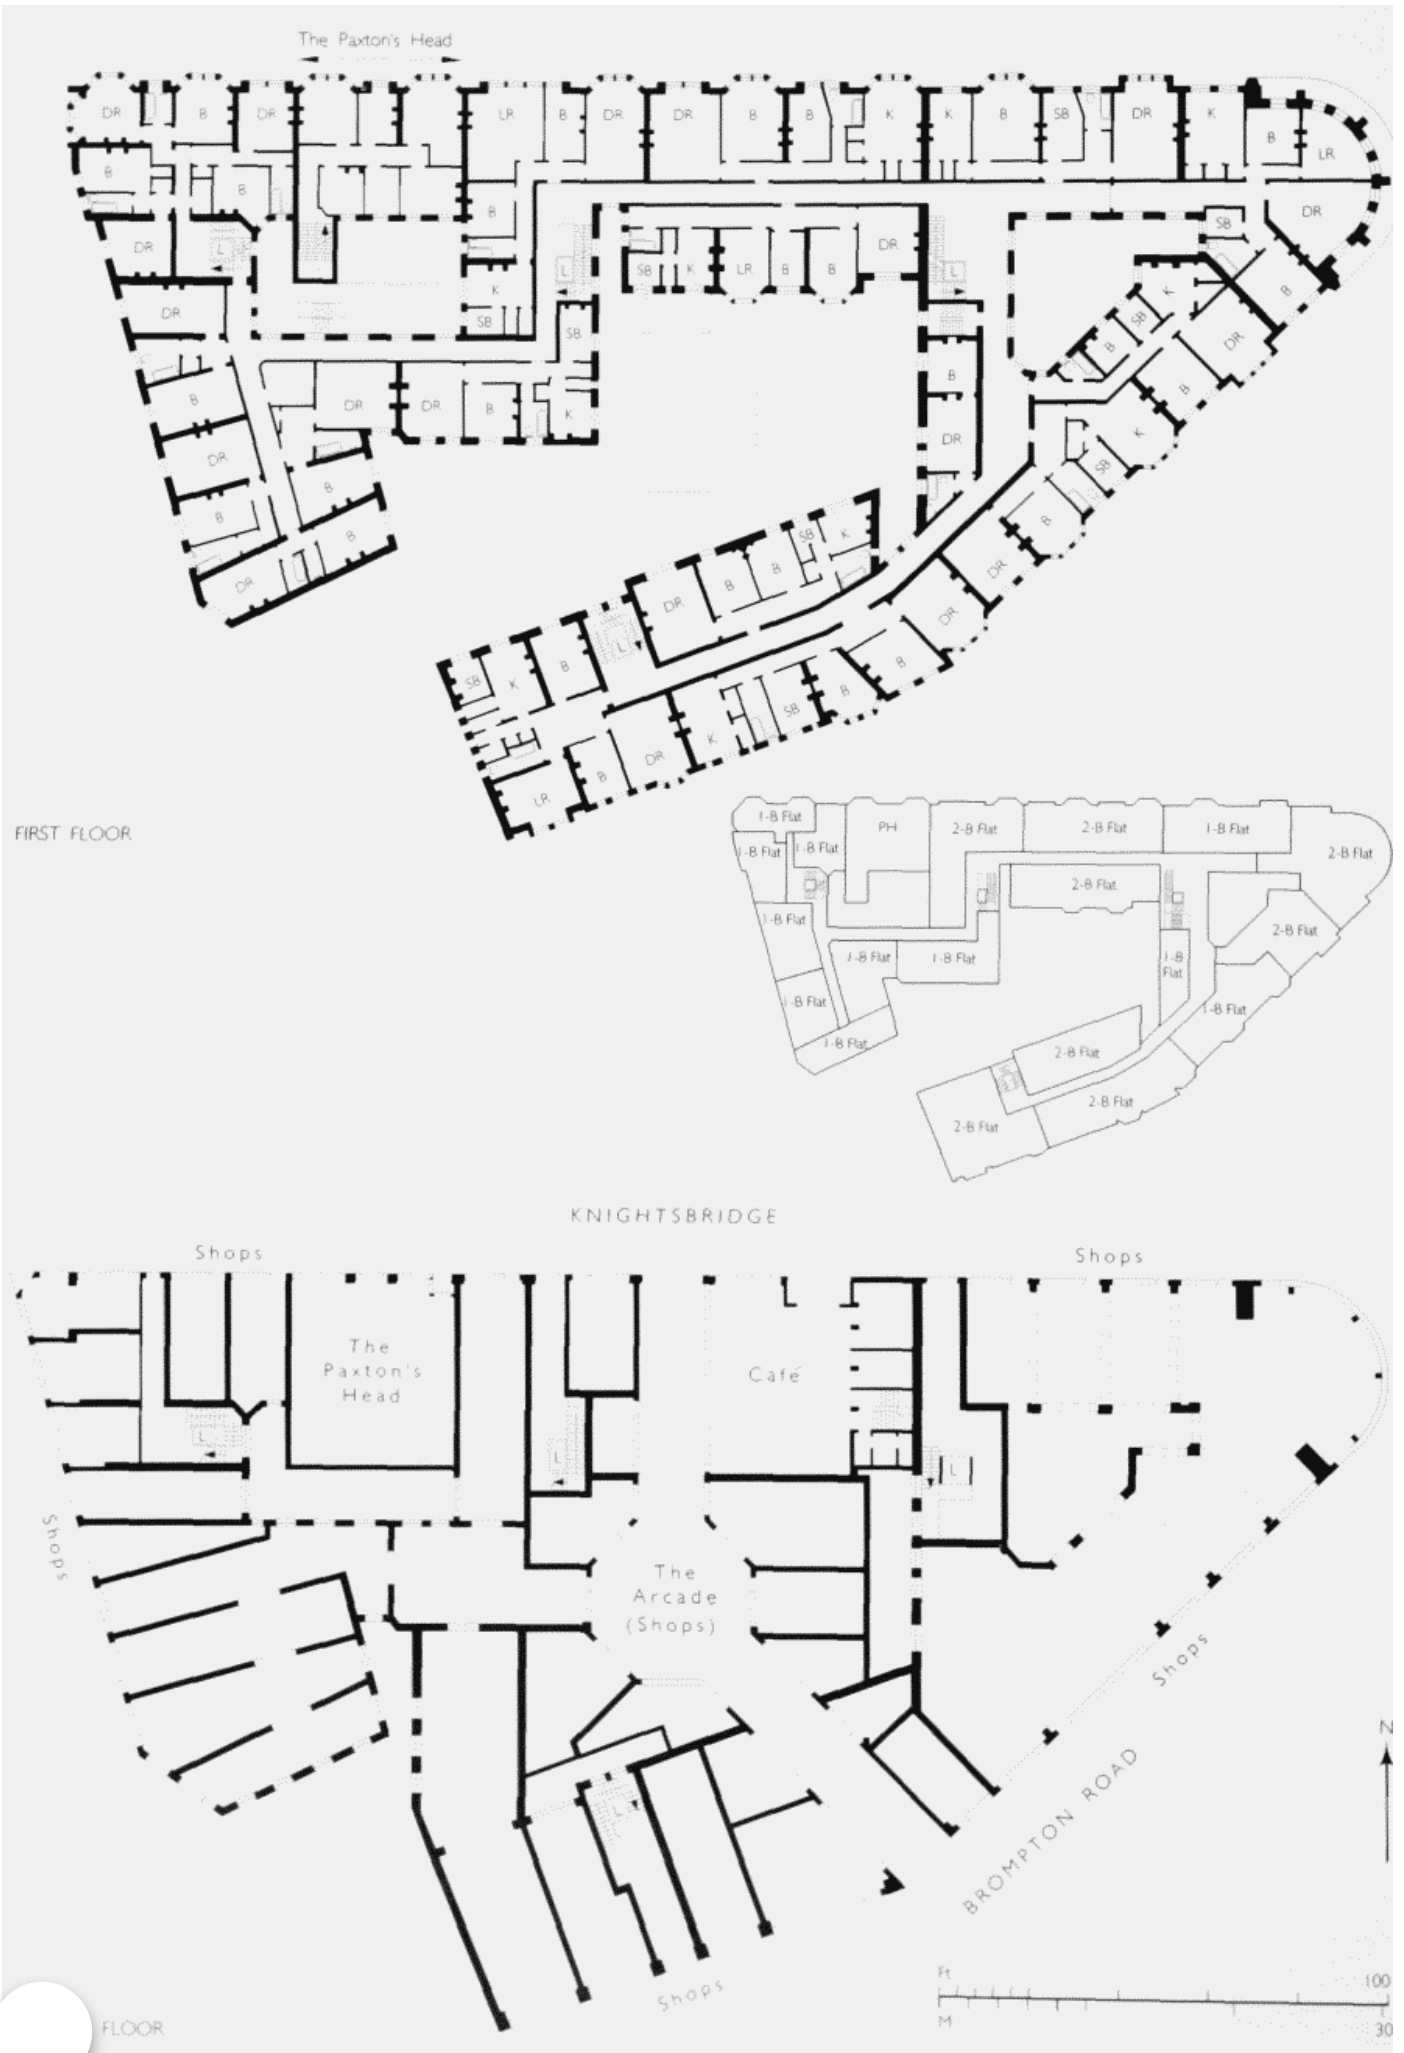 The Paxton's Head
DR B DR LR B DR DR B B K K B SB DR K B LR
B B B DR
DR L SB K LR B B DR L SB
DR L K SB B
DR K SB SB B DR
B DR DR B K B B
DR DR K
B B SB
B B DR SB K B
DR DR B B DR
SB K B L DR
B B
LR B DR K SB
FIRST FLOOR
1-B Flat PH 2-B Flat 2-B Flat 1-B Flat
1-B Flat 1-B Flat 2-B Flat
2-B Flat
1-B Flat 2-B Flat
1-B Flat 1-B Flat 1-B Flat
1-B Flat 1-B Flat
1-B Flat 2-B Flat
2-B Flat
2-B Flat
KNIGHTSBRIDGE
Shops Shops
The
Paxton's
Head
Café
L L L
Shops
The
Arcade
(Shops)
Shops
L
BROMPTON ROAD
N
Shops
Ft 100
M 30
FLOOR